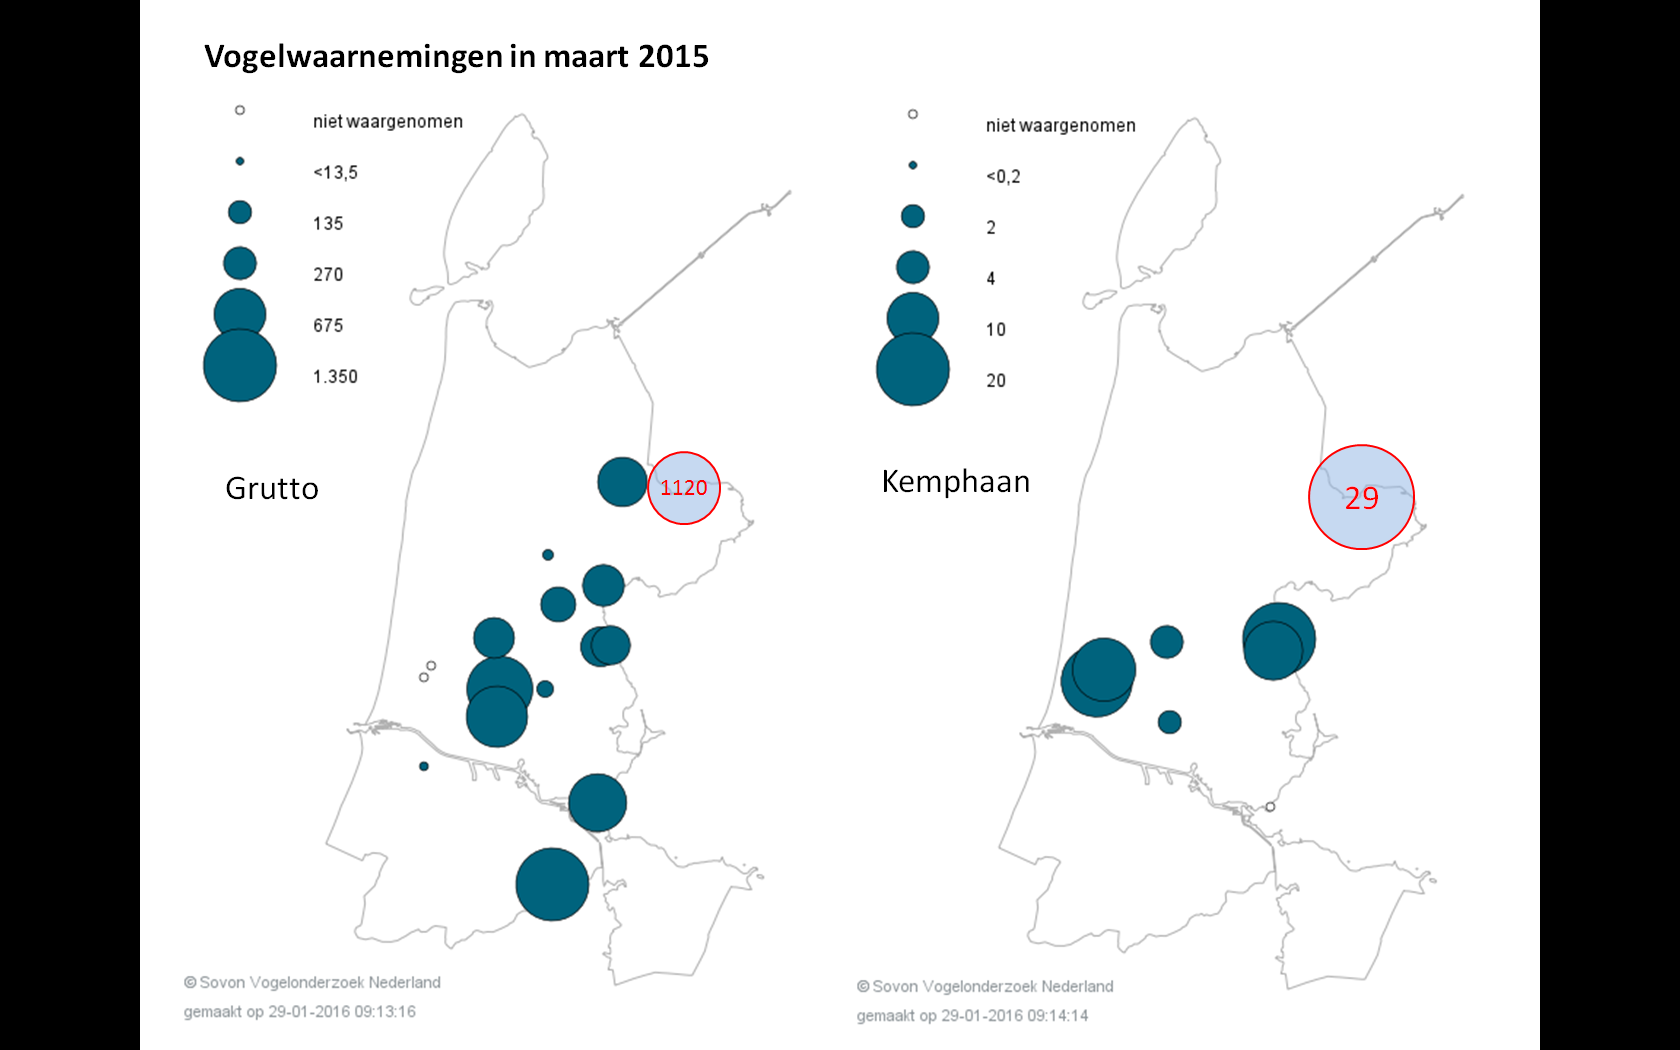 Vogelwaarnemingen in maart 2015
niet waargenomen
<13,5
135
270
675
1.350
Grutto
1120
© Sovon Vogelonderzoek Nederland
gemaakt op 29-01-2016 09:13:16
niet waargenomen
<0,2
2
4
10
20
Kemphaan
29
© Sovon Vogelonderzoek Nederland
gemaakt op 29-01-2016 09:14:14